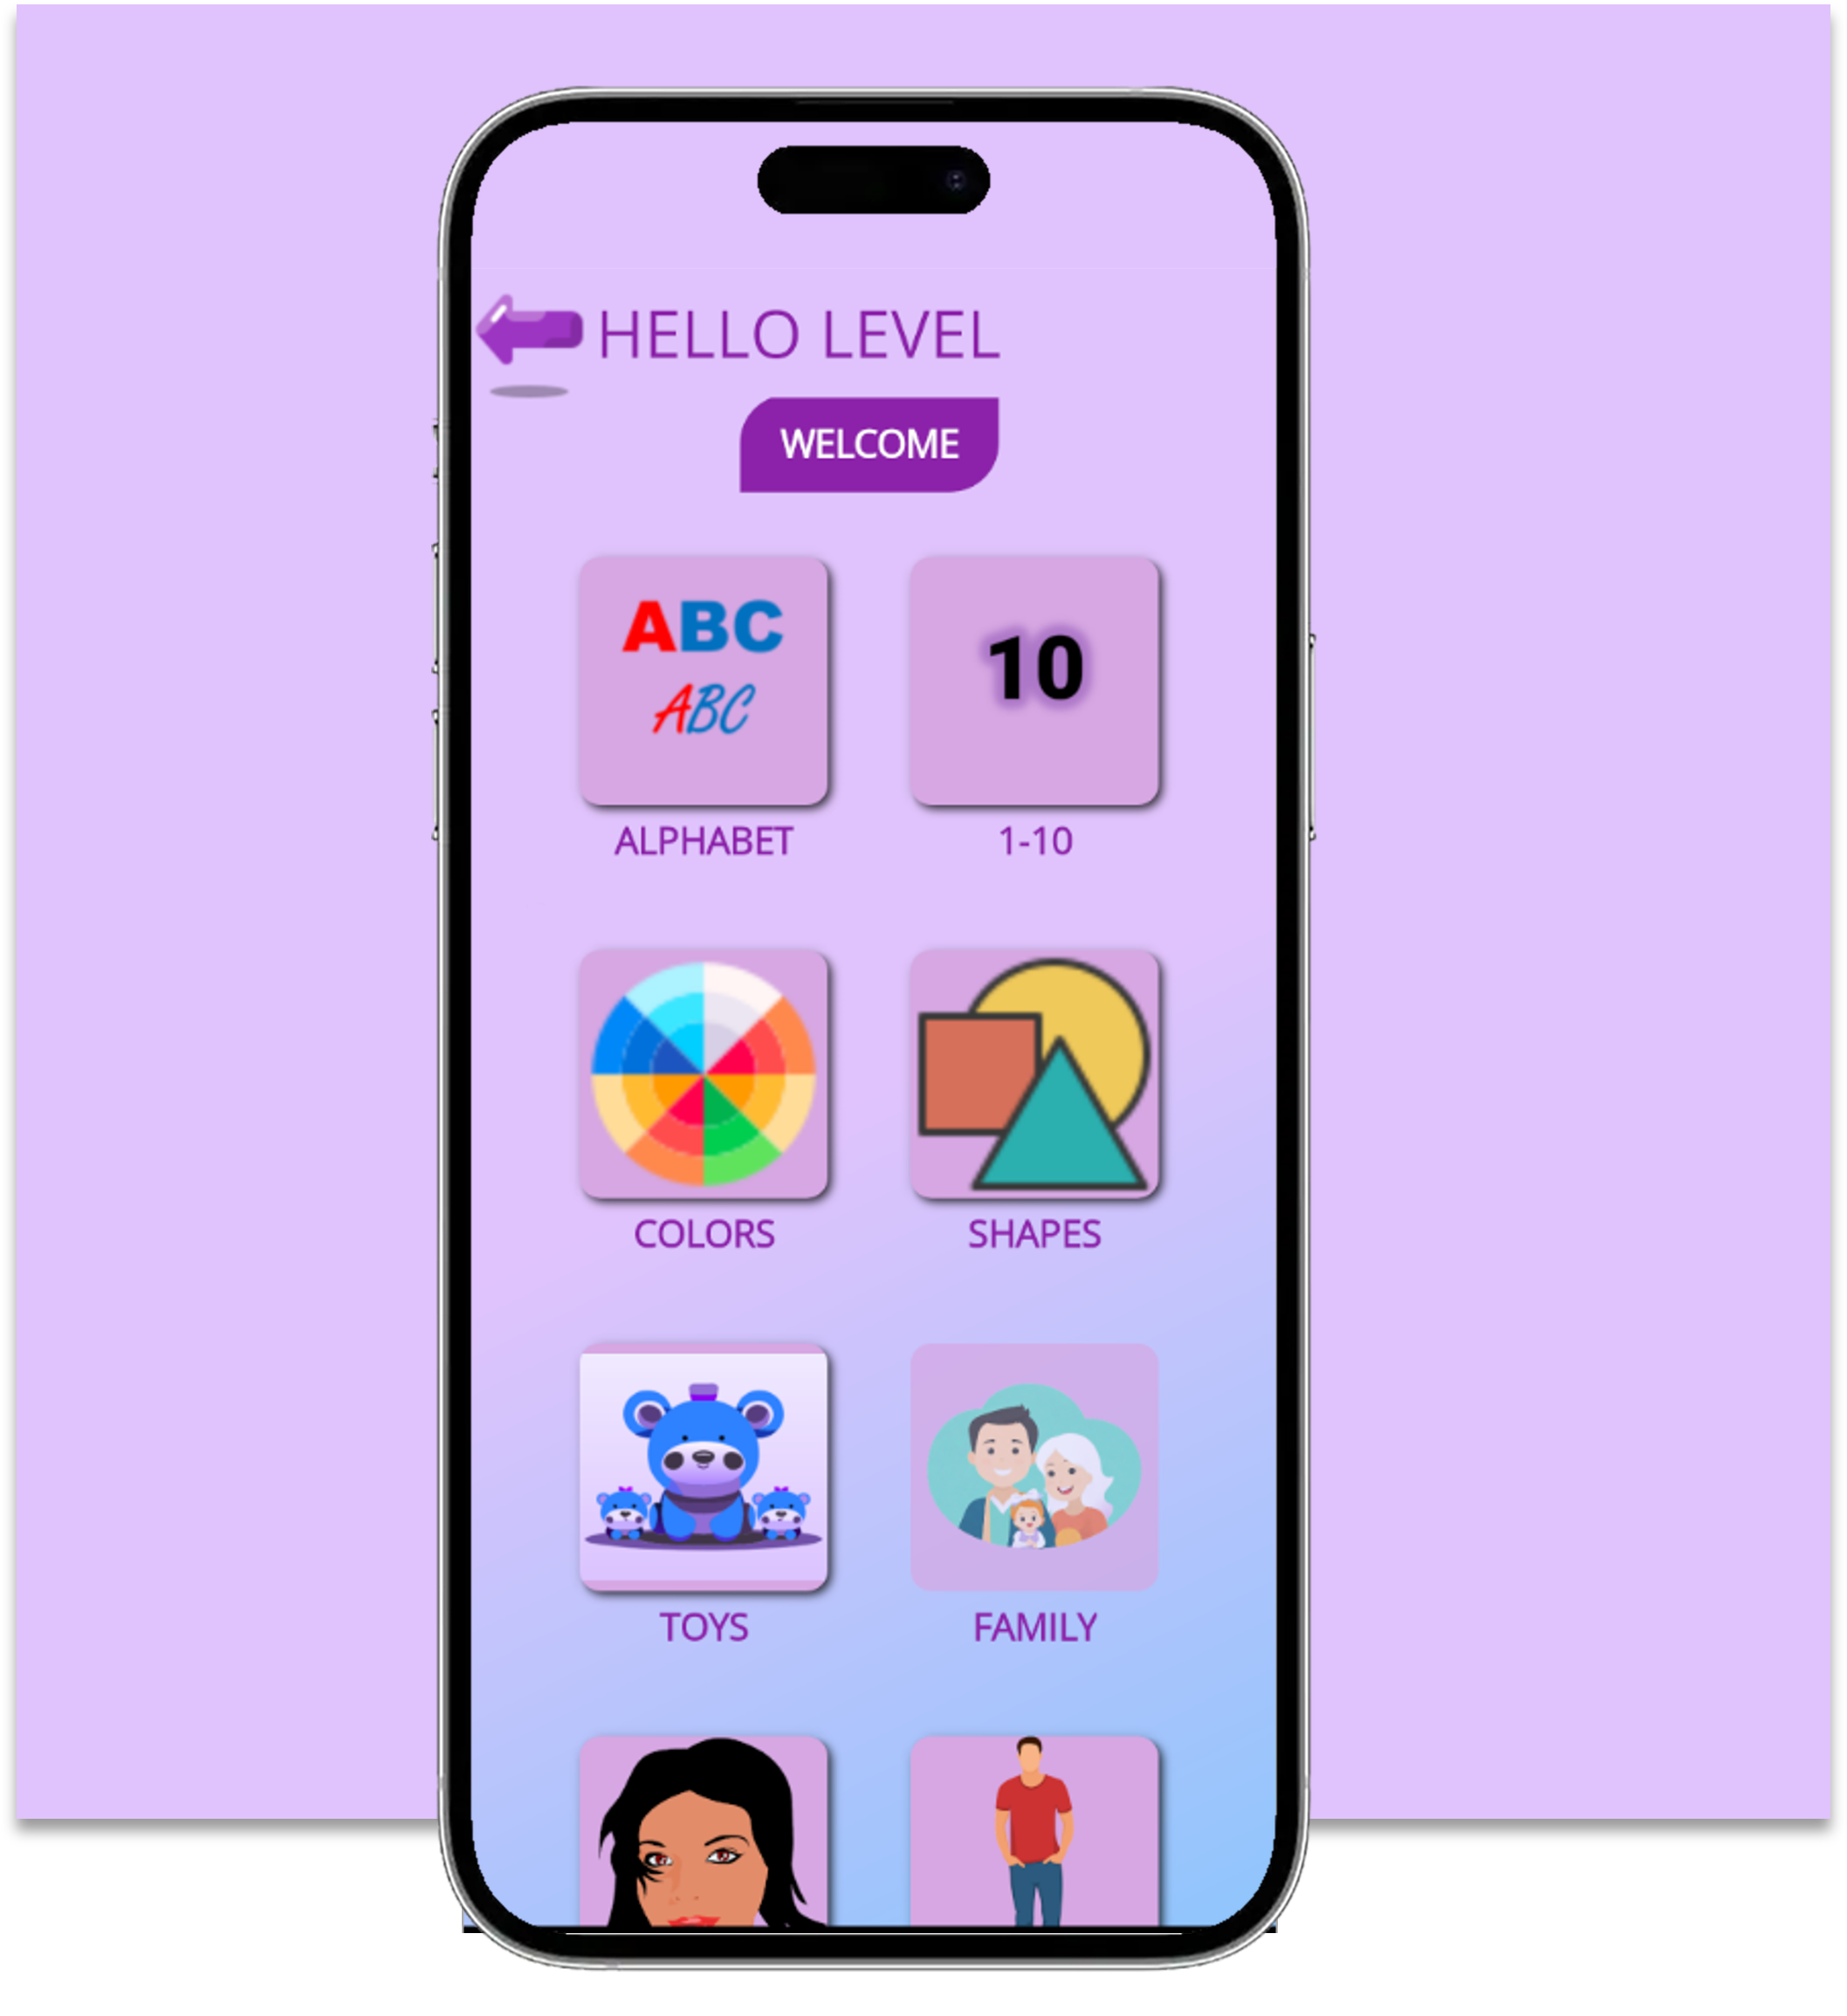 HELLO LEVEL
WELCOME
ABC
ABC
10
ALPHABET
1-10
COLORS
SHAPES
TOYS
FAMILY